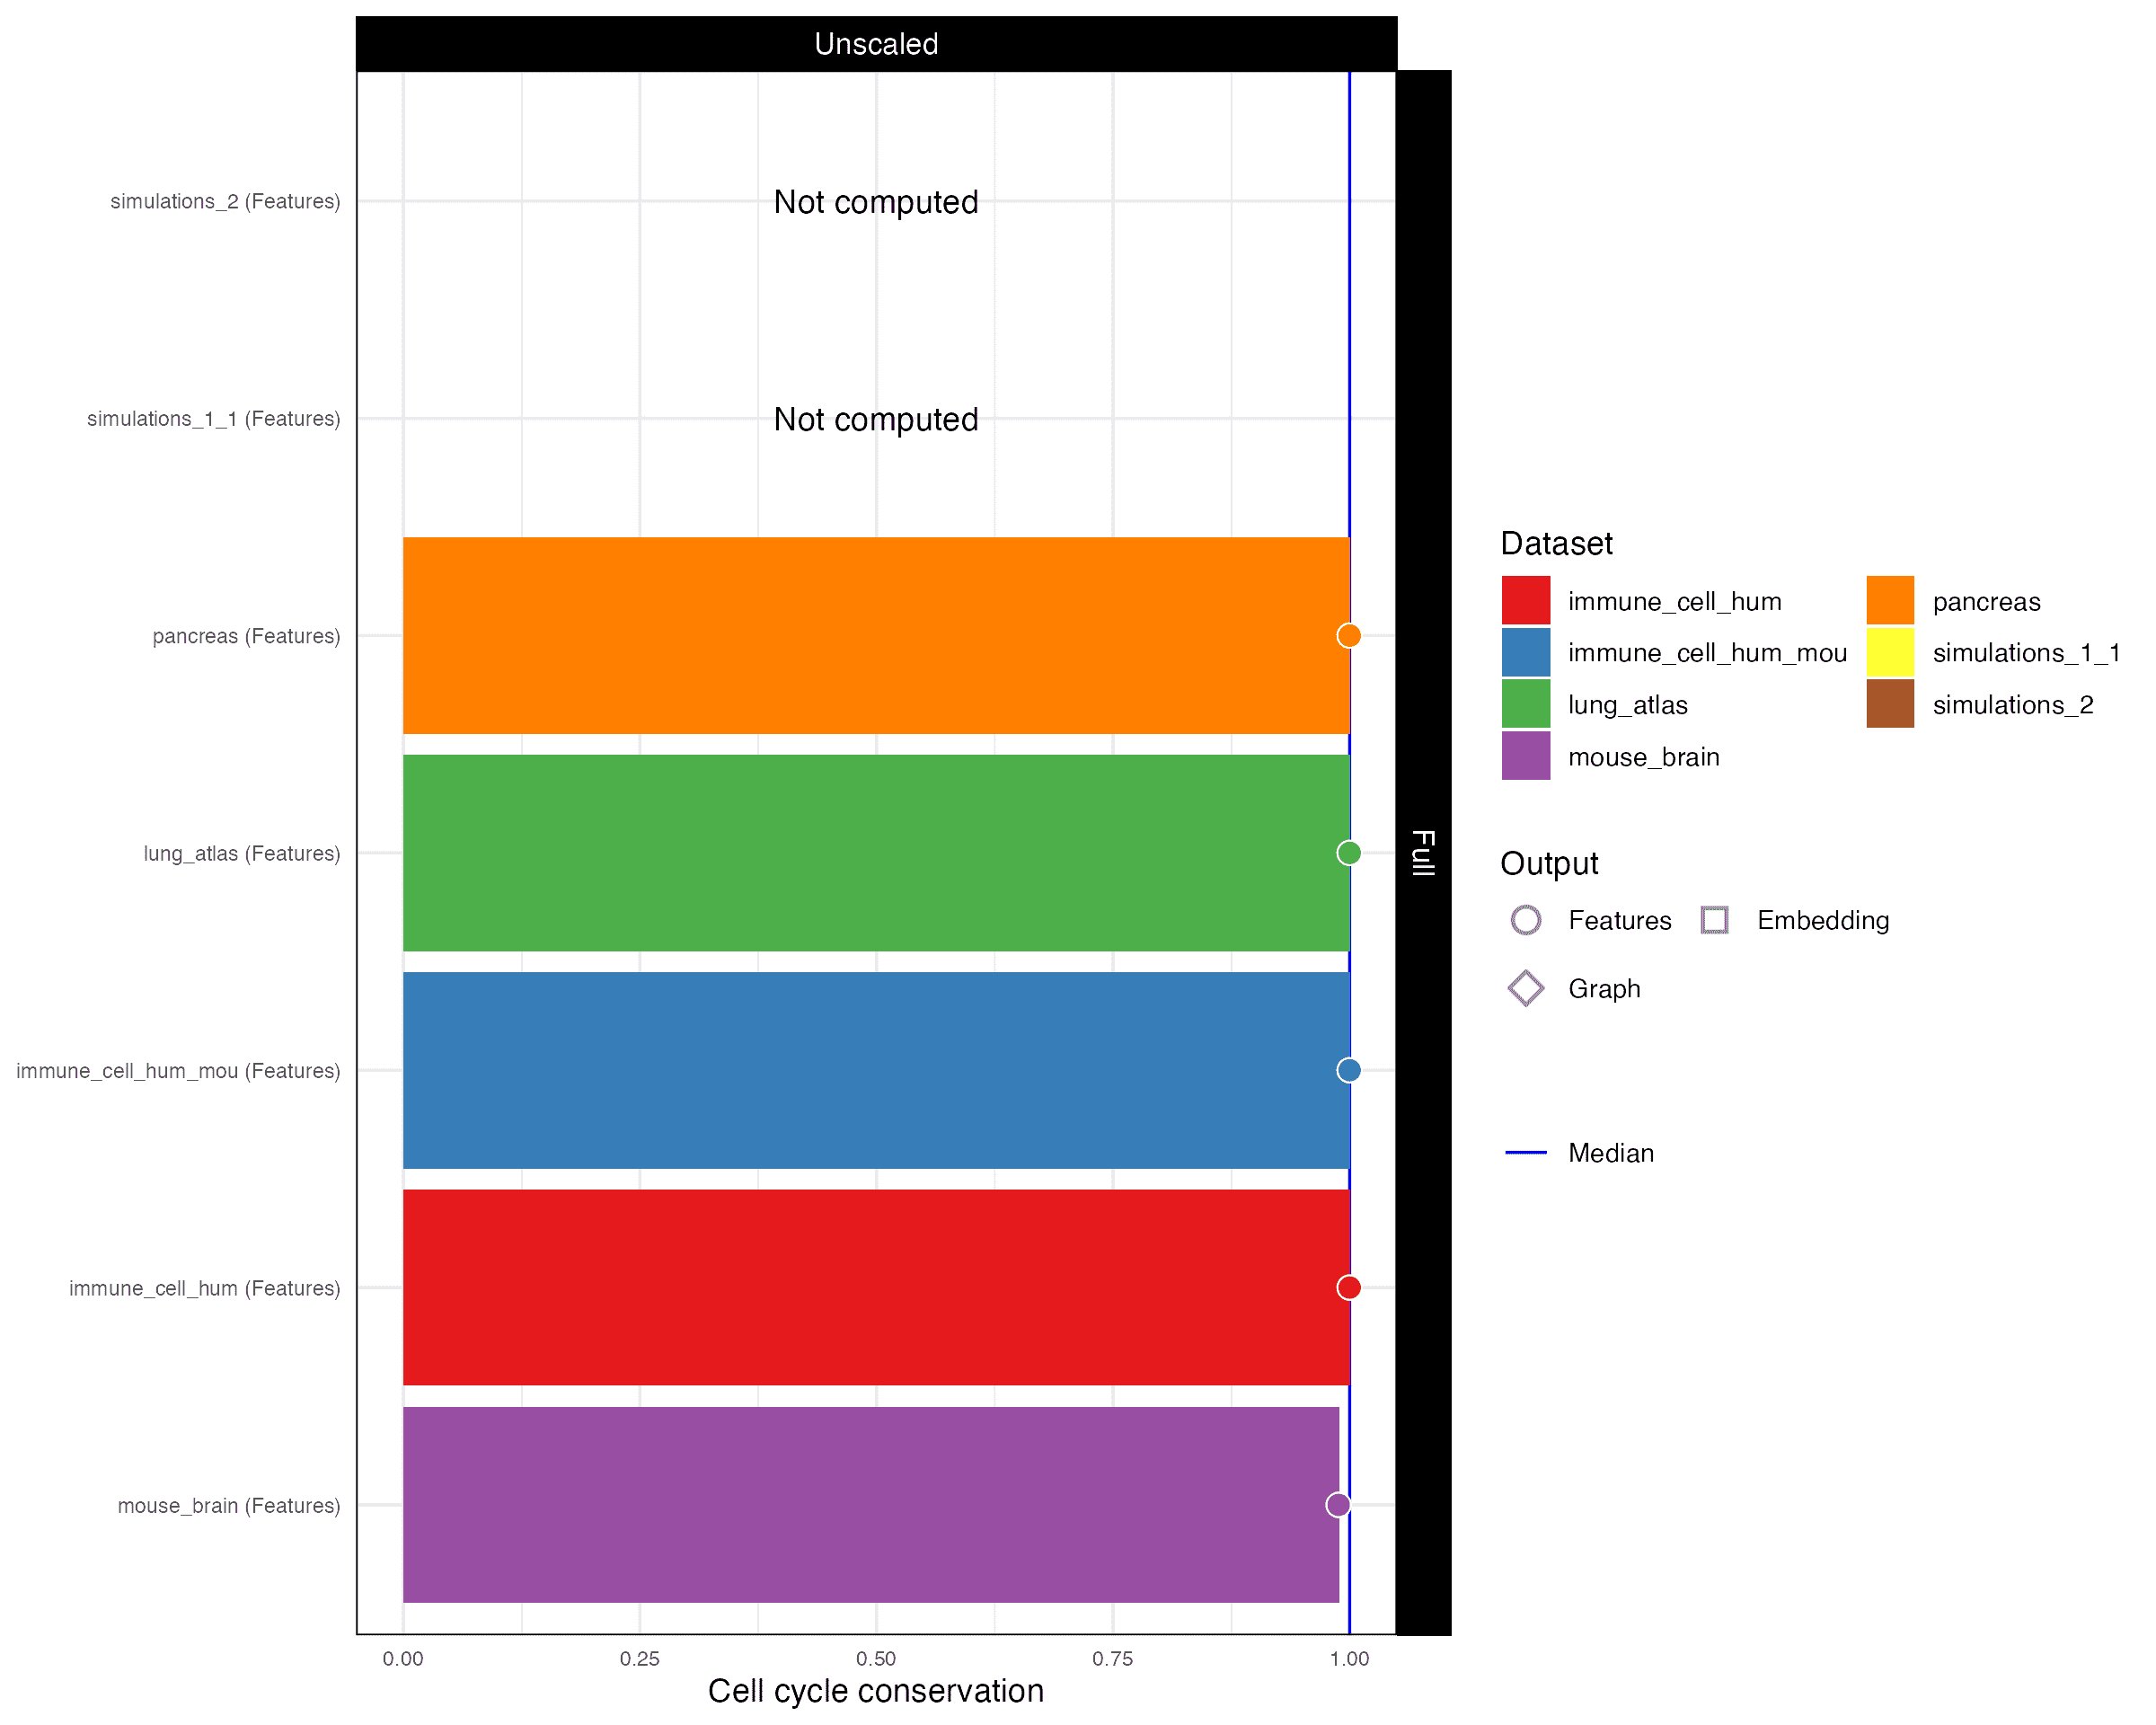 Unscaled
simulations_2 (Features)
Not computed
simulations_1_1 (Features)
Not computed
pancreas (Features)
lung_atlas (Features)
immune_cell_hum_mou (Features)
immune_cell_hum (Features)
mouse_brain (Features)
0.00 0.25 0.50 0.75 1.00
Cell cycle conservation
Full
Dataset
immune_cell_hum pancreas
immune_cell_hum_mou simulations_1_1
lung_atlas simulations_2
mouse_brain
Output
Features Embedding
Graph
Median